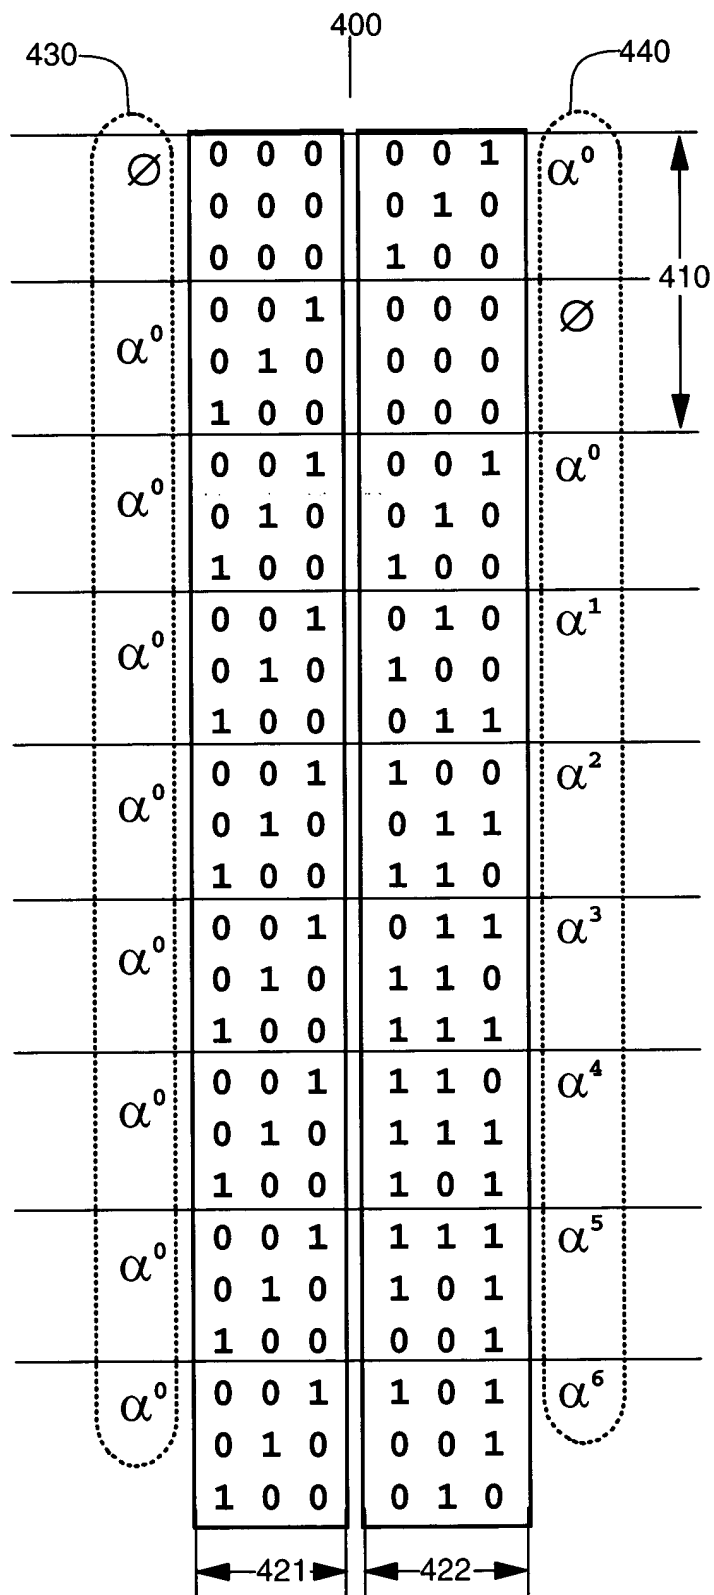 400
430
440
∅ 0 0 0 0 0 1 α⁰
0 0 0 0 1 0
0 0 0 1 0 0
410
0 0 1 0 0 0 ∅
α⁰ 0 1 0 0 0 0
1 0 0 0 0 0
0 0 1 0 0 1 α⁰
α⁰ 0 1 0 0 1 0
1 0 0 1 0 0
0 0 1 0 1 0 α¹
α⁰ 0 1 0 1 0 0
1 0 0 0 1 1
0 0 1 1 0 0 α²
α⁰ 0 1 0 0 1 1
1 0 0 1 1 0
0 0 1 0 1 1 α³
α⁰ 0 1 0 1 1 0
1 0 0 1 1 1
0 0 1 1 1 0 α⁴
α⁰ 0 1 0 1 1 1
1 0 0 1 0 1
0 0 1 1 1 1 α⁵
α⁰ 0 1 0 1 0 1
1 0 0 0 0 1
α⁰ 0 0 1 1 0 1 α⁶
0 1 0 0 0 1
1 0 0 0 1 0
421 422